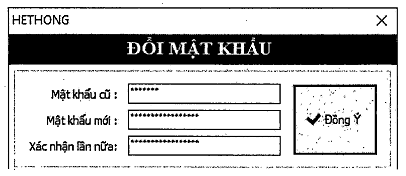 HETHONG
ĐỔI MẬT KHẨU
Mật khẩu cũ : *******
Mật khẩu mới : *****************
Đồng Ý
Xác nhận lần nữa: *****************